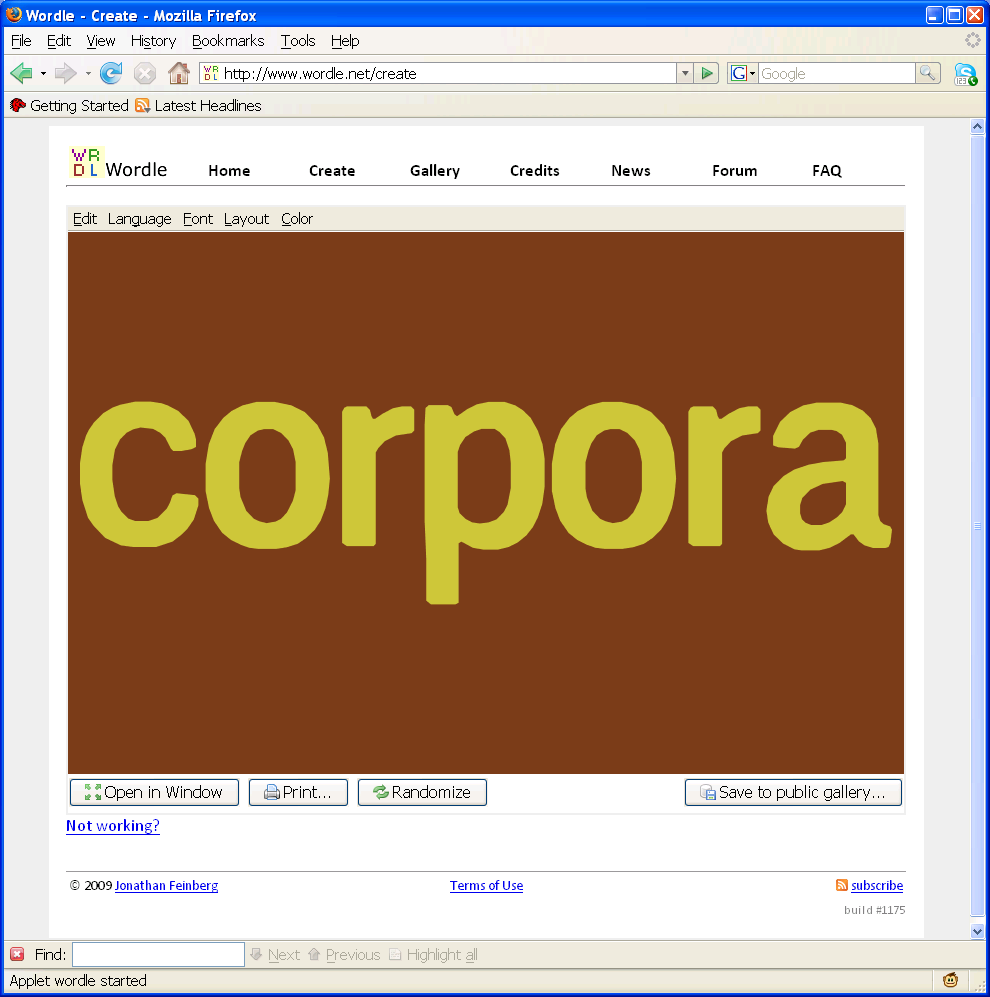 Wordle - Create - Mozilla Firefox
File Edit View History Bookmarks Tools Help
WRDL http://www.wordle.net/create G Google
Getting Started Latest Headlines
WRDL Wordle Home Create Gallery Credits News Forum FAQ
Edit Language Font Layout Color
corpora
Open in Window Print... Randomize Save to public gallery...
Not working?
© 2009 Jonathan Feinberg Terms of Use subscribe
build #1175
Find: Next Previous Highlight all
Applet wordle started